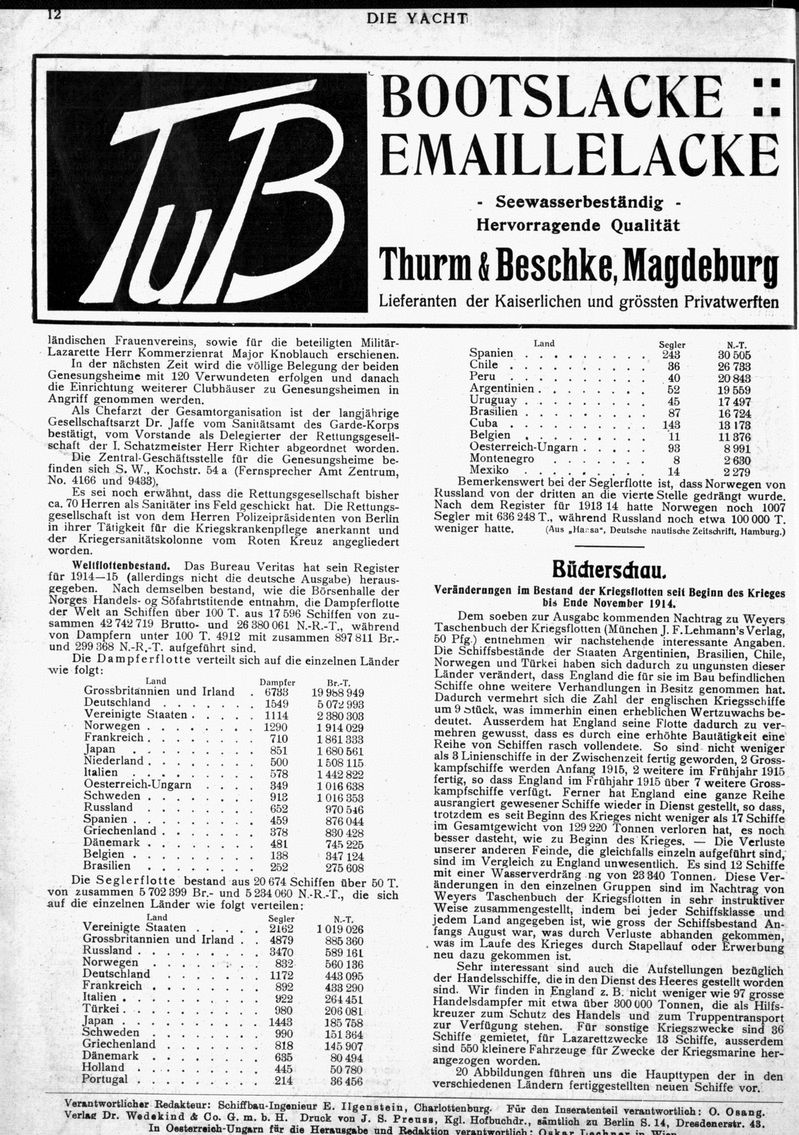 12
DIE YACHT
TuB
BOOTSLACKE ::
EMAILLELACKE
- Seewasserbeständig -
Hervorragende Qualität
Thurm & Beschke, Magdeburg
Lieferanten der Kaiserlichen und grössten Privatwerften
ländischen Frauenvereins, sowie für die beteiligten Militär-
Lazarette Herr Kommerzienrat Major Knoblauch erschienen.
In der nächsten Zeit wird die völlige Belegung der beiden
Genesungsheime mit 120 Verwundeten erfolgen und danach
die Einrichtung weiterer Clubhäuser zu Genesungsheimen in
Angriff genommen werden.
Als Chefarzt der Gesamtorganisation ist der langjährige
Gesellschaftsarzt Dr. Jaffe vom Sanitätsamt des Garde-Korps
bestätigt, vom Vorstande als Delegierter der Rettungsgesell-
schaft der I. Schatzmeister Herr Richter abgeordnet worden.
Die Zentral-Geschäftsstelle für die Genesungsheime be-
finden sich S. W., Kochstr. 54 a (Fernsprecher Amt Zentrum,
No. 4166 und 9433),
Es sei noch erwähnt, dass die Rettungsgesellschaft bisher
ca. 70 Herren als Sanitäter ins Feld geschickt hat. Die Rettungs-
gesellschaft ist von dem Herren Polizeipräsidenten von Berlin
in ihrer Tätigkeit für die Kriegskrankenpflege anerkannt und
der Kriegersanitätskolonne vom Roten Kreuz angegliedert
worden.
Weltflottenbestand. Das Bureau Veritas hat sein Register
für 1914—15 (allerdings nicht die deutsche Ausgabe) heraus-
gegeben. Nach demselben bestand, wie die Börsenhalle der
Norges Handels- og Söfahrtstitende entnahm, die Dampferflotte
der Welt an Schiffen über 100 T. aus 17 596 Schiffen von zu-
sammen 42 742 719 Brutto- und 26 380 061 N.-R.-T., während
von Dampfern unter 100 T. 4912 mit zusammen 897 811 Br.-
und 299 368 N.-R.-T. aufgeführt sind.
Die Dampferflotte verteilt sich auf die einzelnen Länder
wie folgt:
Land Dampfer Br.-T.
Grossbritannien und Irland . 6783 19 988 949
Deutschland . . . . . . . 1549 5 072 993
Vereinigte Staaten . . . . . 1114 2 380 303
Norwegen . . . . . . . . 1290 1 914 029
Frankreich . . . . . . . . 710 1 861 333
Japan . . . . . . . . . 851 1 680 561
Niederland . . . . . . . . 500 1 508 115
Italien . . . . . . . . . 578 1 442 822
Oesterreich-Ungarn . . . . 349 1 016 638
Schweden . . . . . . . . 913 1 016 353
Russland . . . . . . . . 652 970 546
Spanien . . . . . . . . . 459 876 044
Griechenland . . . . . . . 378 830 428
Dänemark . . . . . . . . 481 745 225
Belgien . . . . . . . . . 138 347 124
Brasilien . . . . . . . . 252 275 608
Die Seglerflotte bestand aus 20 674 Schiffen über 50 T.
von zusammen 5 702 399 Br.- und 5 234 060 N.-R.-T., die sich
auf die einzelnen Länder wie folgt verteilen:
Land Segler N.-T.
Vereinigte Staaten . . . . . 2162 1 019 026
Grossbritannien und Irland . . 4879 885 360
Russland . . . . . . . . . 3470 589 161
Norwegen . . . . . . . . 832 560 136
Deutschland . . . . . . . 1172 443 095
Frankreich . . . . . . . . 892 433 290
Italien . . . . . . . . . 922 264 451
Türkei . . . . . . . . . 980 206 081
Japan . . . . . . . . . 1443 185 758
Schweden . . . . . . . . 990 151 364
Griechenland . . . . . . . 818 145 907
Dänemark . . . . . . . . 635 80 494
Holland . . . . . . . . . 445 50 780
Portugal . . . . . . . . . 214 36 456
Land Segler N.-T.
Spanien . . . . . . . . . 243 30 505
Chile . . . . . . . . . . 36 26 733
Peru . . . . . . . . . . 40 20 843
Argentinien . . . . . . . . 52 19 559
Uruguay . . . . . . . . . 45 17 497
Brasilien . . . . . . . . . 87 16 724
Cuba . . . . . . . . . . 143 13 173
Belgien . . . . . . . . . 11 11 376
Oesterreich-Ungarn . . . . . 93 8 991
Montenegro . . . . . . . 8 2 630
Mexiko . . . . . . . . . 14 2 279
Bemerkenswert bei der Seglerflotte ist, dass Norwegen von
Russland von der dritten an die vierte Stelle gedrängt wurde.
Nach dem Register für 1913 14 hatte Norwegen noch 1007
Segler mit 636 248 T., während Russland noch etwa 100 000 T.
weniger hatte. (Aus „Hansa“, Deutsche nautische Zeitschrift, Hamburg.)
Bücherschau.
Veränderungen im Bestand der Kriegsflotten seit Beginn des Krieges
bis Ende November 1914.
Dem soeben zur Ausgabe kommenden Nachtrag zu Weyers
Taschenbuch der Kriegsflotten (München J. F. Lehmann's Verlag,
50 Pfg.) entnehmen wir nachstehende interessante Angaben.
Die Schiffsbestände der Staaten Argentinien, Brasilien, Chile,
Norwegen und Türkei haben sich dadurch zu ungunsten dieser
Länder verändert, dass England die für sie im Bau befindlichen
Schiffe ohne weitere Verhandlungen in Besitz genommen hat.
Dadurch vermehrt sich die Zahl der englischen Kriegsschiffe
um 9 Stück, was immerhin einen erheblichen Wertzuwachs be-
deutet. Ausserdem hat England seine Flotte dadurch zu ver-
mehren gewusst, dass es durch eine erhöhte Bautätigkeit eine
Reihe von Schiffen rasch vollendete. So sind nicht weniger
als 3 Linienschiffe in der Zwischenzeit fertig geworden, 2 Gross-
kampfschiffe werden Anfang 1915, 2 weitere im Frühjahr 1915
fertig, so dass England im Frühjahr 1915 über 7 weitere Gross-
kampfschiffe verfügt. Ferner hat England eine ganze Reihe
ausrangiert gewesener Schiffe wieder in Dienst gestellt, so dass,
trotzdem es seit Beginn des Krieges nicht weniger als 17 Schiffe
im Gesamtgewicht von 129 220 Tonnen verloren hat, es noch
besser dasteht, wie zu Beginn des Krieges. — Die Verluste
unserer anderen Feinde, die gleichfalls einzeln aufgeführt sind,
sind im Vergleich zu England unwesentlich. Es sind 12 Schiffe
mit einer Wasserverdräng ng von 23 340 Tonnen. Diese Ver-
änderungen in den einzelnen Gruppen sind im Nachtrag von
Weyers Taschenbuch der Kriegsflotten in sehr instruktiver
Weise zusammengestellt, indem bei jeder Schiffsklasse und
jedem Land angegeben ist, wie gross der Schiffsbestand An-
fangs August war, was durch Verluste abhanden gekommen,
was im Laufe des Krieges durch Stapellauf oder Erwerbung
neu dazu gekommen ist.
Sehr interessant sind auch die Aufstellungen bezüglich
der Handelsschiffe, die in den Dienst des Heeres gestellt worden
sind. Wir finden in England z. B. nicht weniger wie 97 grosse
Handelsdampfer mit etwa über 300 000 Tonnen, die als Hilfs-
kreuzer zum Schutz des Handels und zum Truppentransport
zur Verfügung stehen. Für sonstige Kriegszwecke sind 36
Schiffe gemietet, für Lazarettzwecke 13 Schiffe, ausserdem
sind 550 kleinere Fahrzeuge für Zwecke der Kriegsmarine her-
angezogen worden.
20 Abbildungen führen uns die Haupttypen der in den
verschiedenen Ländern fertiggestellten neuen Schiffe vor.
Verantwortlicher Redakteur: Schiffbau-Ingenieur E. Ilgenstein, Charlottenburg. Für den Inseratenteil verantwortlich: O. Osang.
Verlag Dr. Wedekind & Co. G. m. b. H. Druck von J. S. Preuss, Kgl. Hofbuchdr., sämtlich zu Berlin S. 14, Dresdenerstr. 43.
In Oesterreich-Ungarn für die Herausgabe und Redaktion verantwortlich: Oskar Lechner in Wien